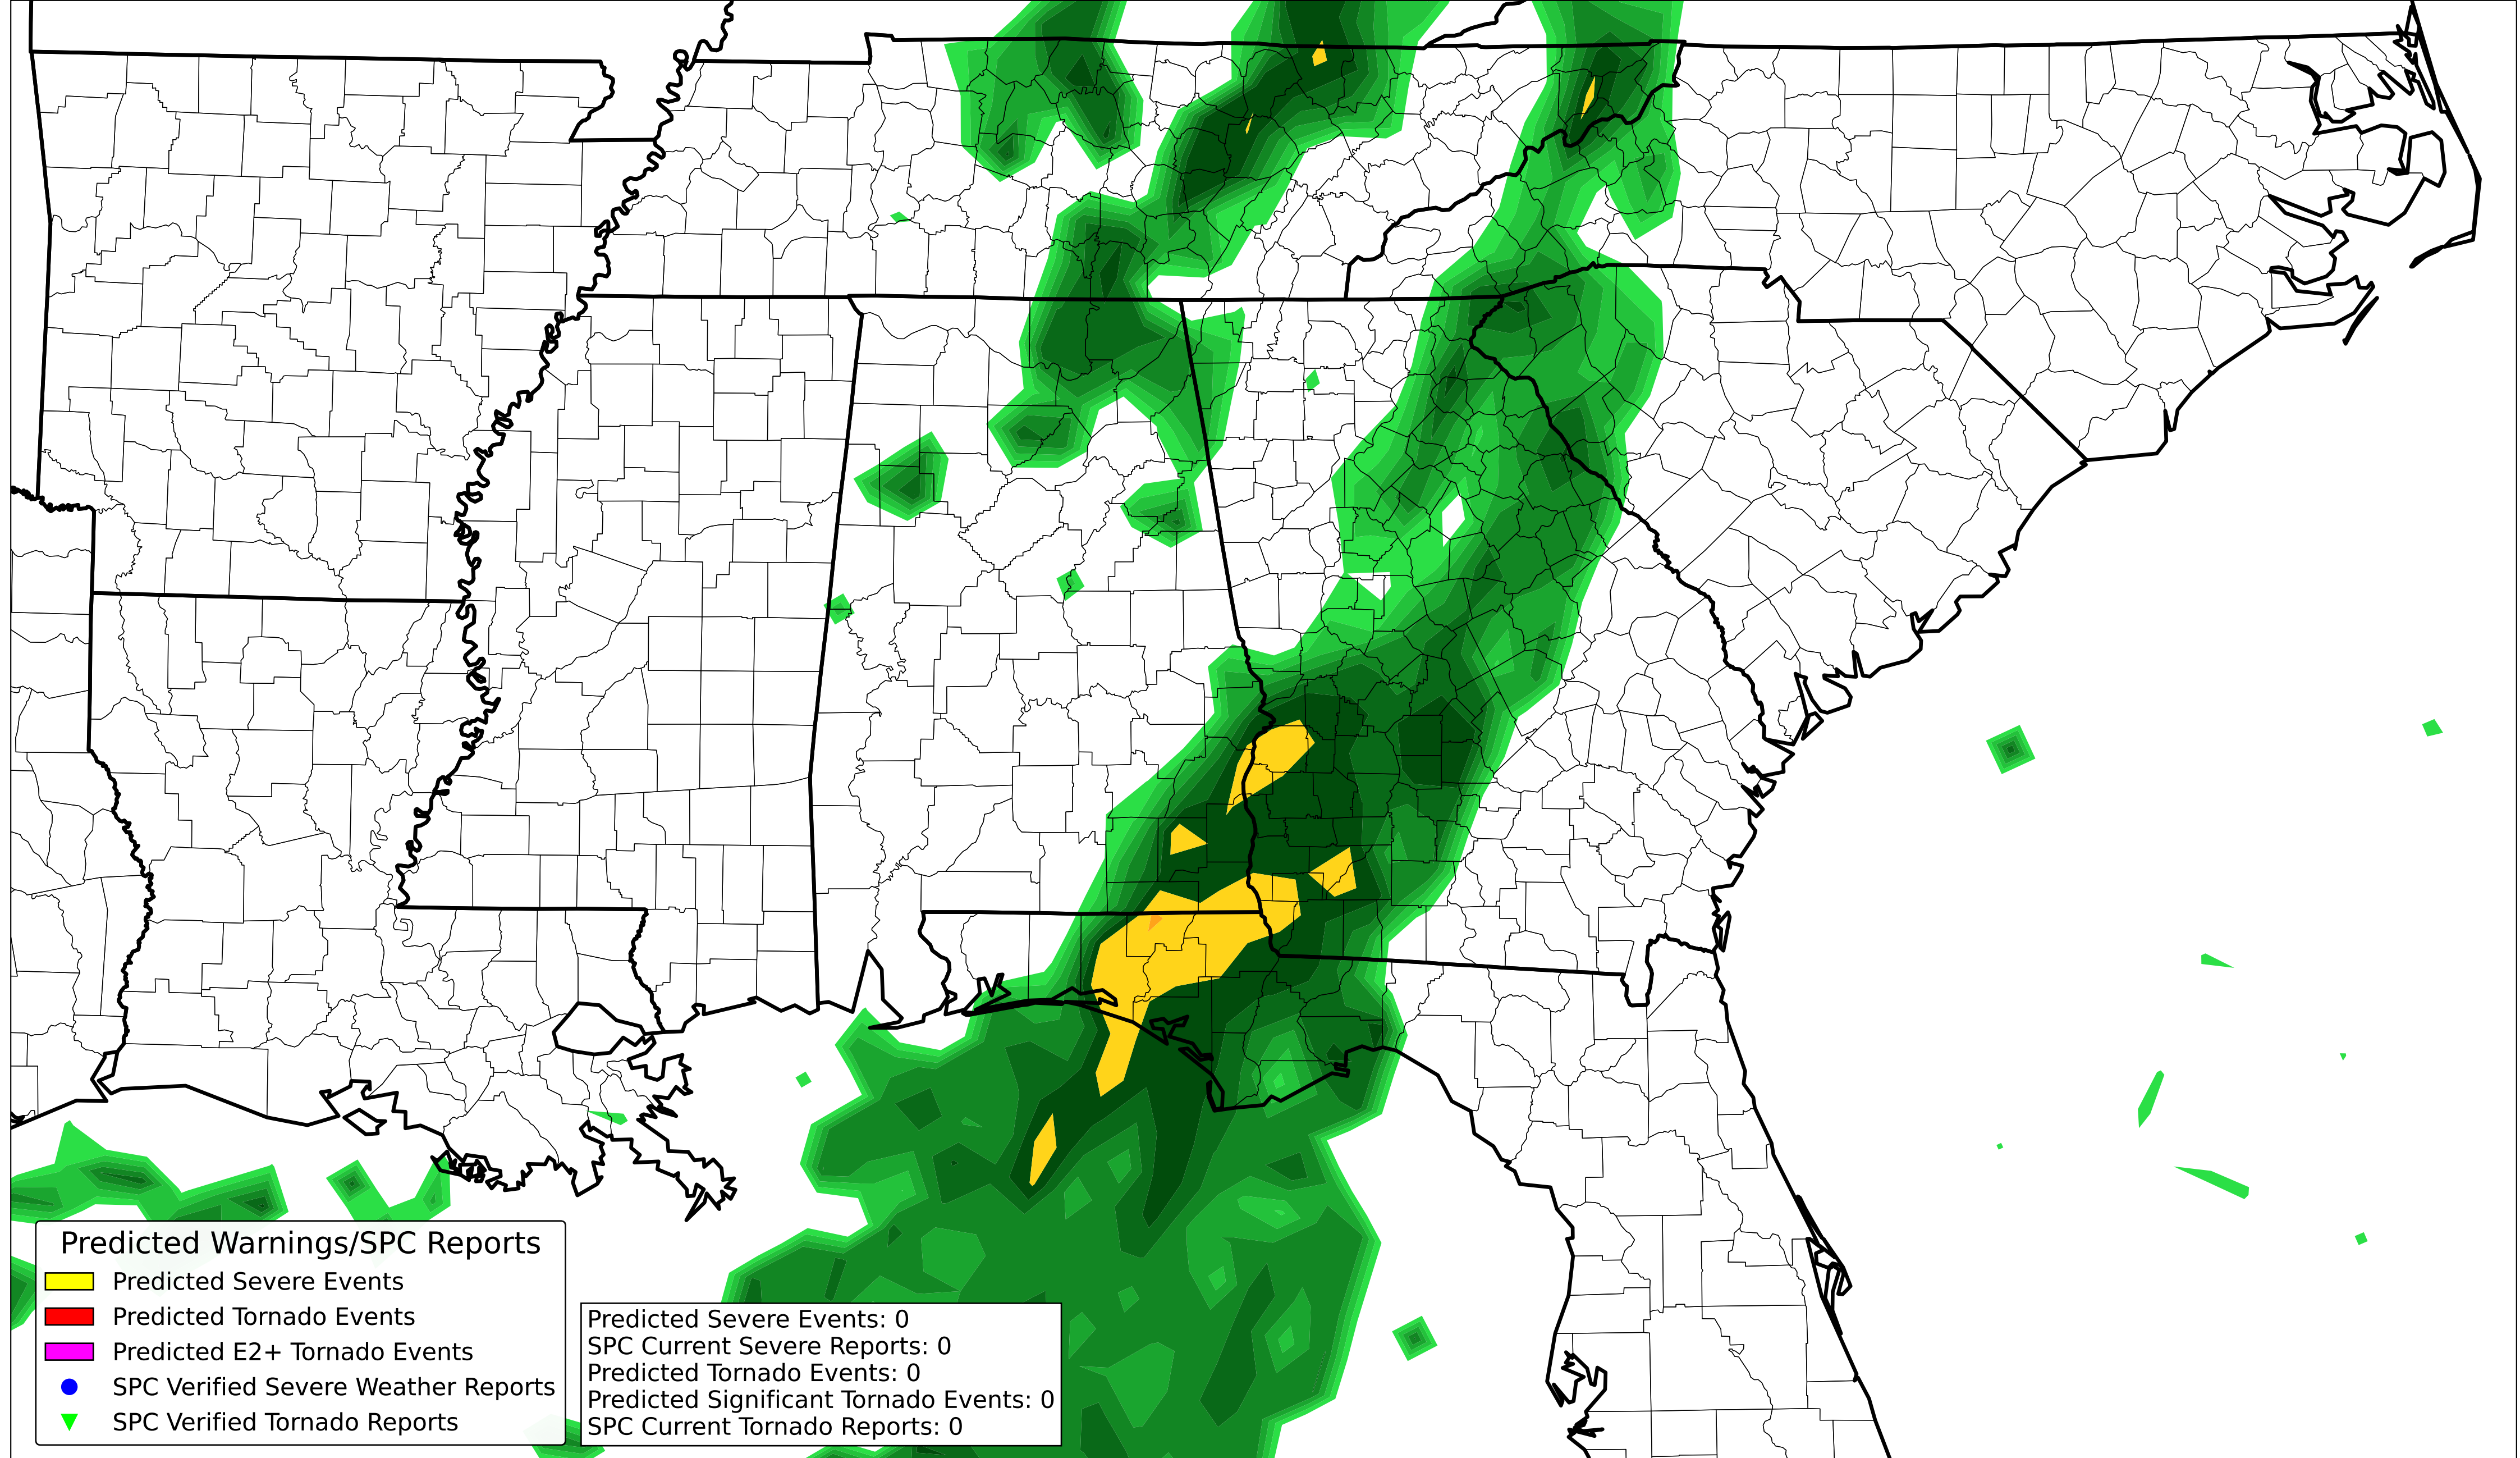 Predicted Warnings/SPC Reports
Predicted Severe Events
Predicted Tornado Events
Predicted E2+ Tornado Events
SPC Verified Severe Weather Reports
SPC Verified Tornado Reports
Predicted Severe Events: 0
SPC Current Severe Reports: 0
Predicted Tornado Events: 0
Predicted Significant Tornado Events: 0
SPC Current Tornado Reports: 0